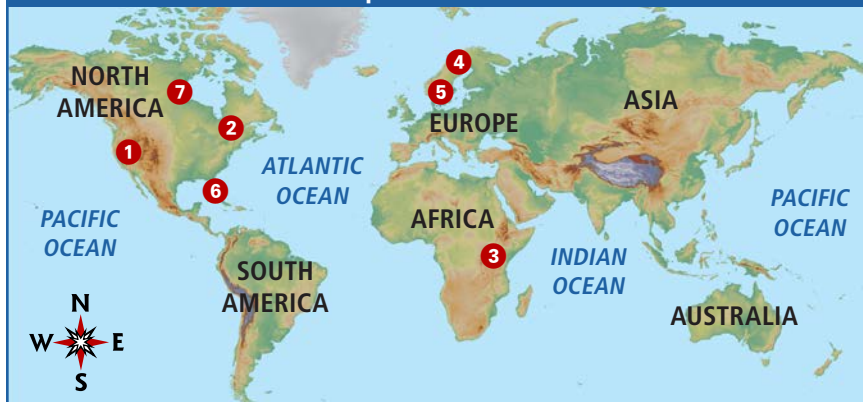 NORTH
AMERICA
7
2
1
6
4
5
EUROPE
ASIA
ATLANTIC
OCEAN
PACIFIC
OCEAN
AFRICA
3
INDIAN
OCEAN
PACIFIC
OCEAN
SOUTH
AMERICA
AUSTRALIA
N
W E
S